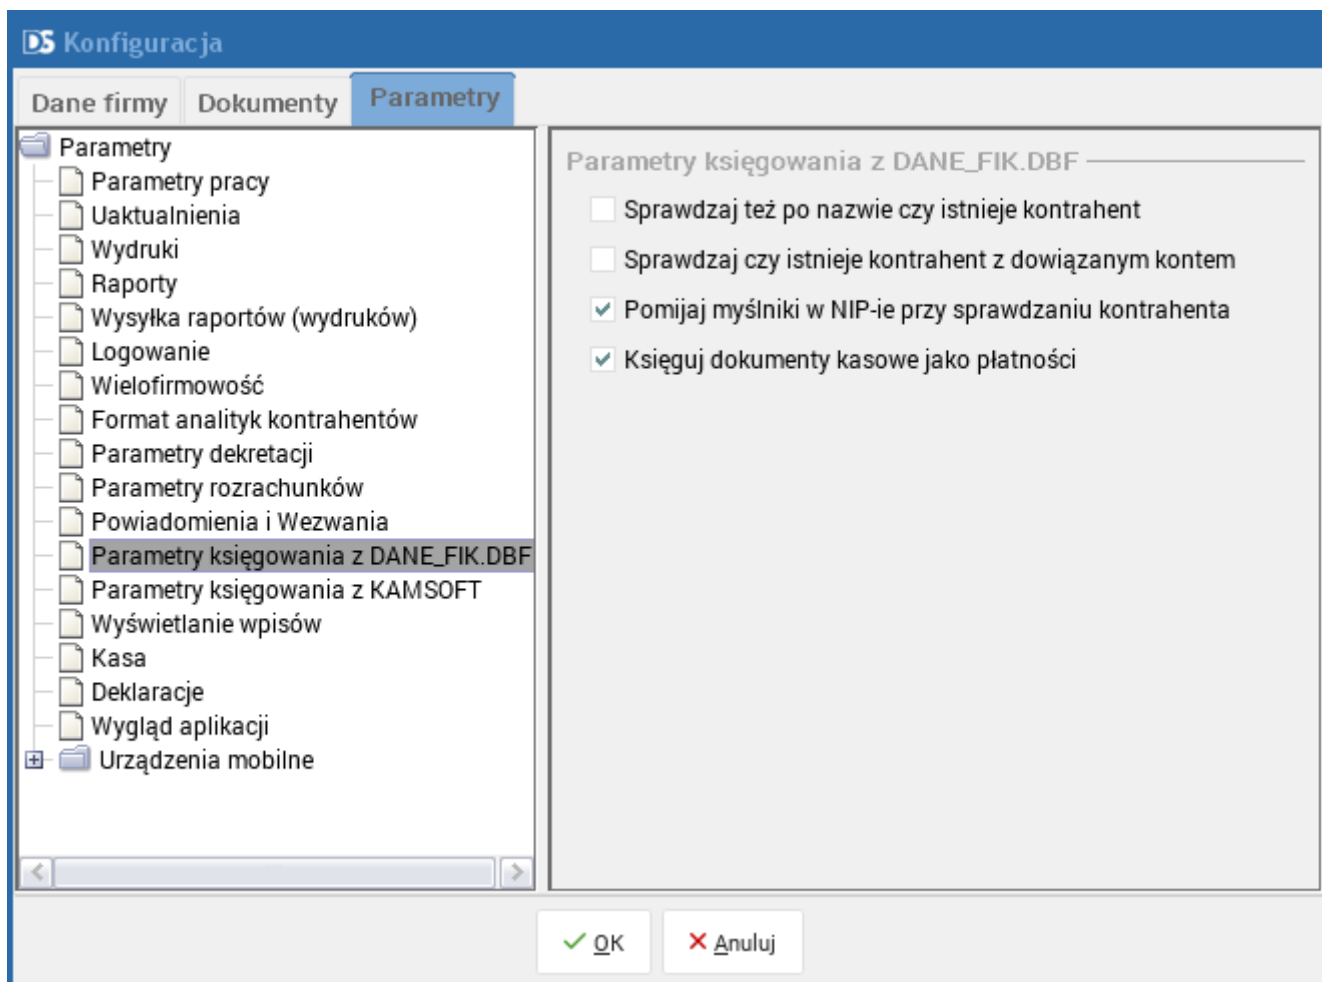 DS Konfiguracja
Dane firmy Dokumenty Parametry
Parametry
Parametry pracy
Uaktualnienia
Wydruki
Raporty
Wysyłka raportów (wydruków)
Logowanie
Wielofirmowość
Format analityk kontrahentów
Parametry dekretacji
Parametry rozrachunków
Powiadomienia i Wezwania
Parametry księgowania z DANE_FIK.DBF
Parametry księgowania z KAMSOFT
Wyświetlanie wpisów
Kasa
Deklaracje
Wygląd aplikacji
Urządzenia mobilne
Parametry księgowania z DANE_FIK.DBF
Sprawdzaj też po nazwie czy istnieje kontrahent
Sprawdzaj czy istnieje kontrahent z dowiązanym kontem
Pomijaj myślniki w NIP-ie przy sprawdzaniu kontrahenta
Księguj dokumenty kasowe jako płatności
OK Anuluj